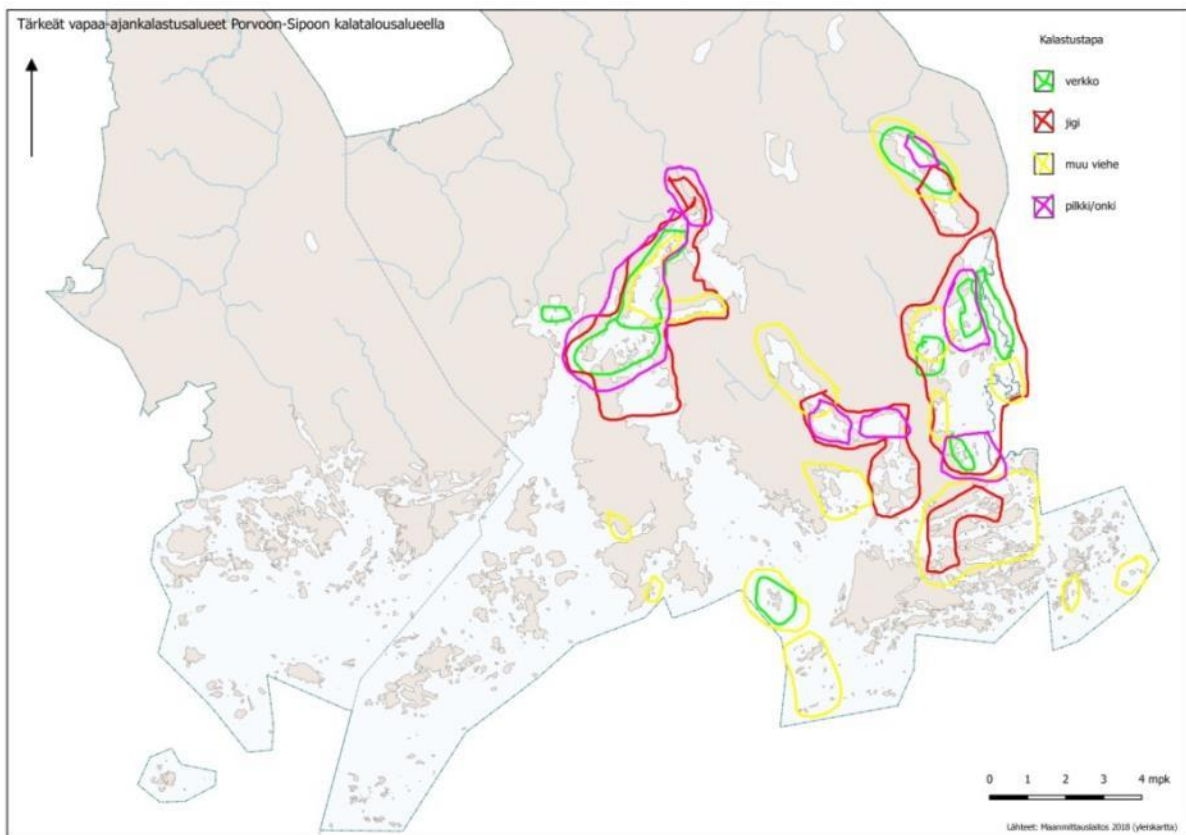 Tärkeät vapaa-ajankalastusalueet Porvoon-Sipoon kalatalousalueella
Kalastustapa
verkko
jigi
muu viehe
pilkki/onki
0 1 2 3 4 mpk
Lähteet: Maanmittauslaitos 2018 (yleiskartta)